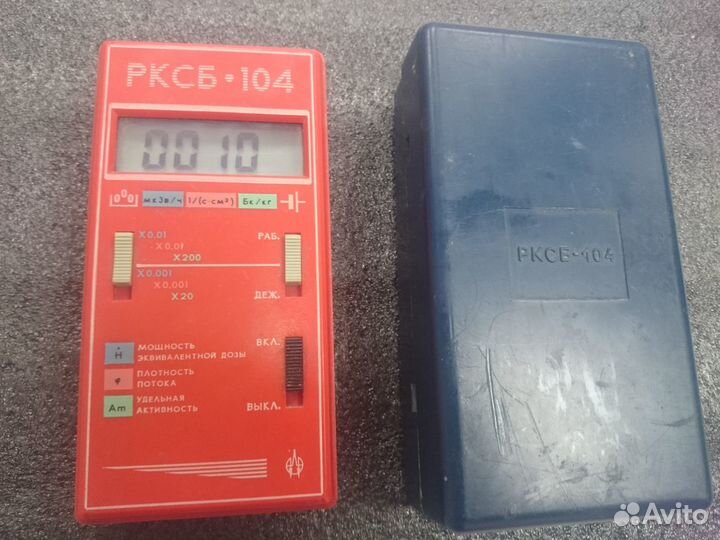 РКСБ•104
0010
мкЗв/ч 1/(с·см²) Бк/кг
Х0,01
Х0,01
Х200
РАБ.
Х0,001
Х0,001
Х20
ДЕЖ.
Ḣ МОЩНОСТЬ
ЭКВИВАЛЕНТНОЙ ДОЗЫ
φ ПЛОТНОСТЬ
ПОТОКА
Am УДЕЛЬНАЯ
АКТИВНОСТЬ
ВКЛ.
ВЫКЛ.
РКСБ-104
Avito